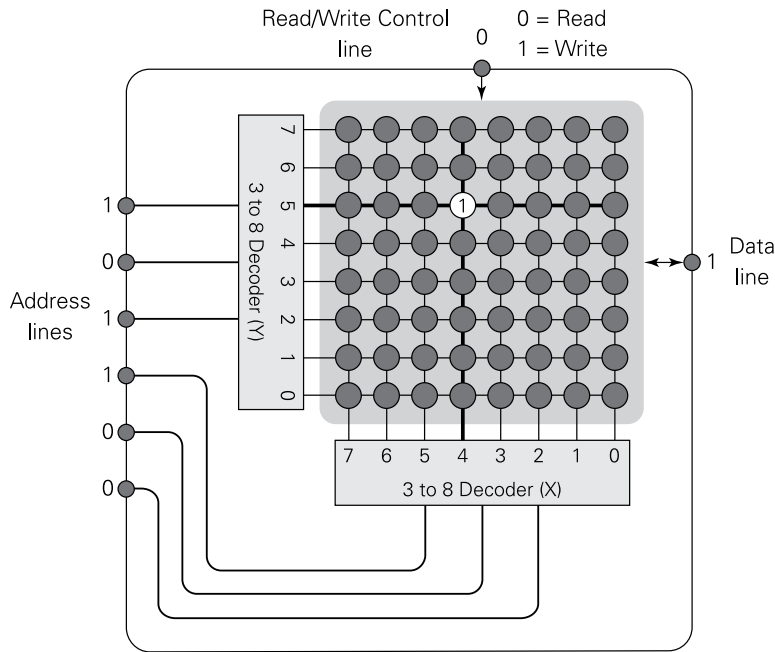 Read/Write Control
line
0
0 = Read
1 = Write
7
6
5
4
3
2
1
0
3 to 8 Decoder (Y)
1
1
0
1
1
0
0
Address
lines
1
Data
line
7 6 5 4 3 2 1 0
3 to 8 Decoder (X)